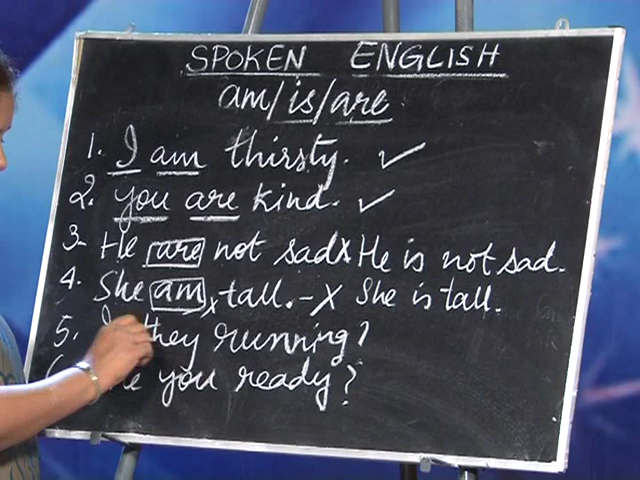 SPOKEN ENGLISH
am/is/are
1. I am thirsty. ✓
2. you are kind. ✓
3- He are not sad x He is not sad.
4. She am x tall. - X She is tall.
5. they running?
you ready?